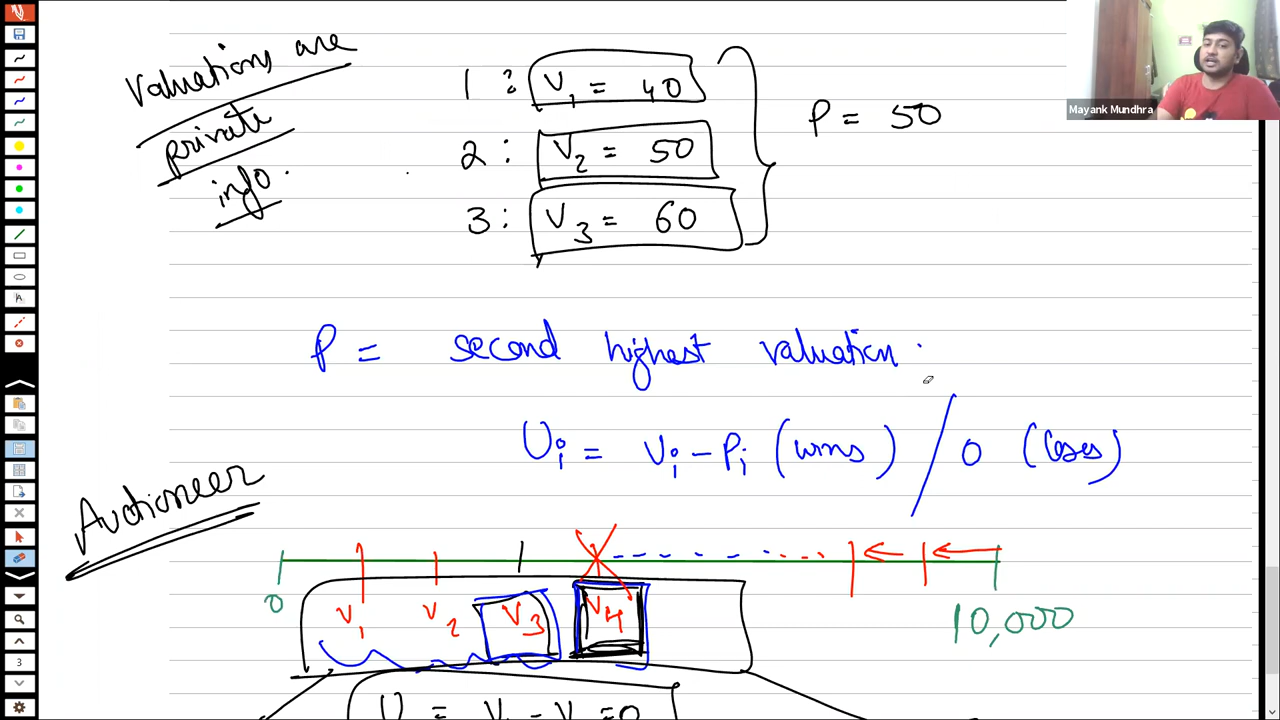 Valuations are
private
info.
1 : V₁ = 40
2 : V₂ = 50
3 : V₃ = 60
P = 50
Mayank Mundhra
P = second highest valuation.
Uᵢ = Vᵢ - Pᵢ (wins) / 0 (loses)
Auctioneer
0
10,000
V₁ V₂ V₃ V₄
3